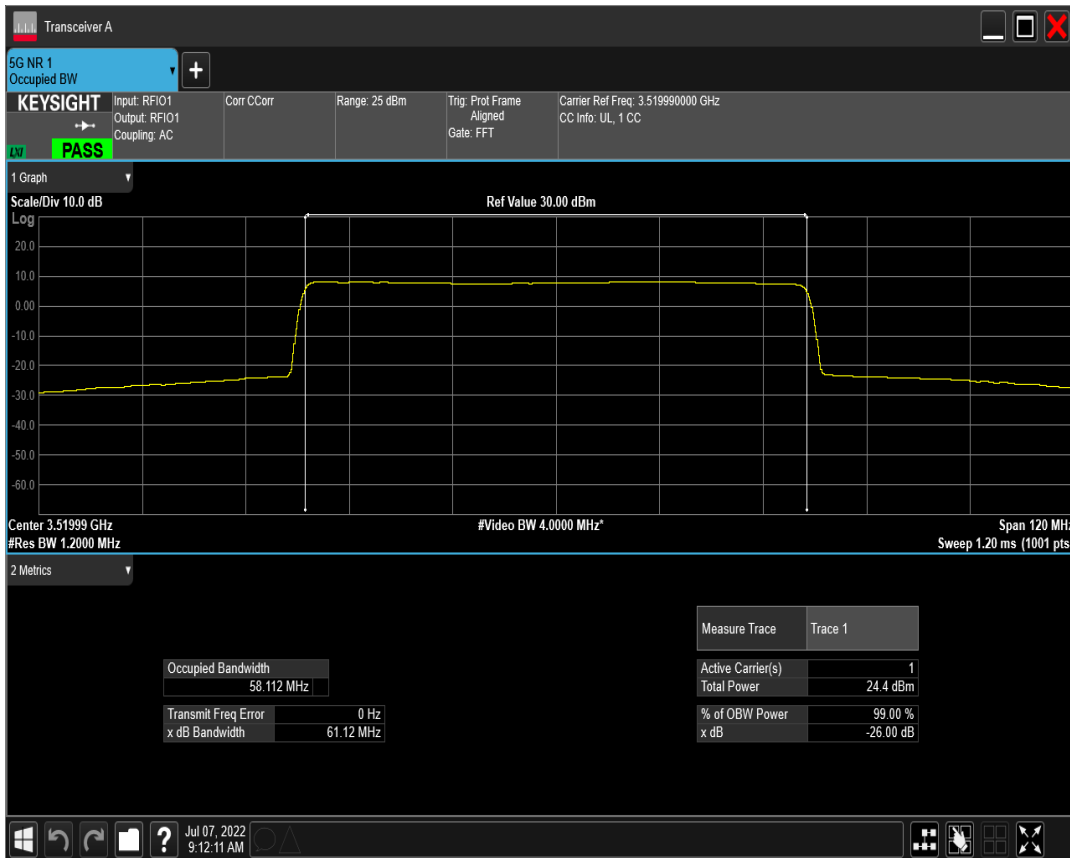 Transceiver A
5G NR 1
Occupied BW
+
KEYSIGHT
LXI
PASS
Input: RFIO1
Output: RFIO1
Coupling: AC
Corr CCorr
Range: 25 dBm
Trig: Prot Frame
Aligned
Gate: FFT
Carrier Ref Freq: 3.519990000 GHz
CC Info: UL, 1 CC
1 Graph
Scale/Div 10.0 dB
Ref Value 30.00 dBm
Log
20.0
10.0
0.00
-10.0
-20.0
-30.0
-40.0
-50.0
-60.0
Center 3.51999 GHz
#Video BW 4.0000 MHz*
Span 120 MHz
#Res BW 1.2000 MHz
Sweep 1.20 ms (1001 pts
2 Metrics
Measure Trace Trace 1
Occupied Bandwidth
58.112 MHz
Active Carrier(s) 1
Total Power 24.4 dBm
Transmit Freq Error 0 Hz
x dB Bandwidth 61.12 MHz
% of OBW Power 99.00 %
x dB -26.00 dB
?
Jul 07, 2022
9:12:11 AM